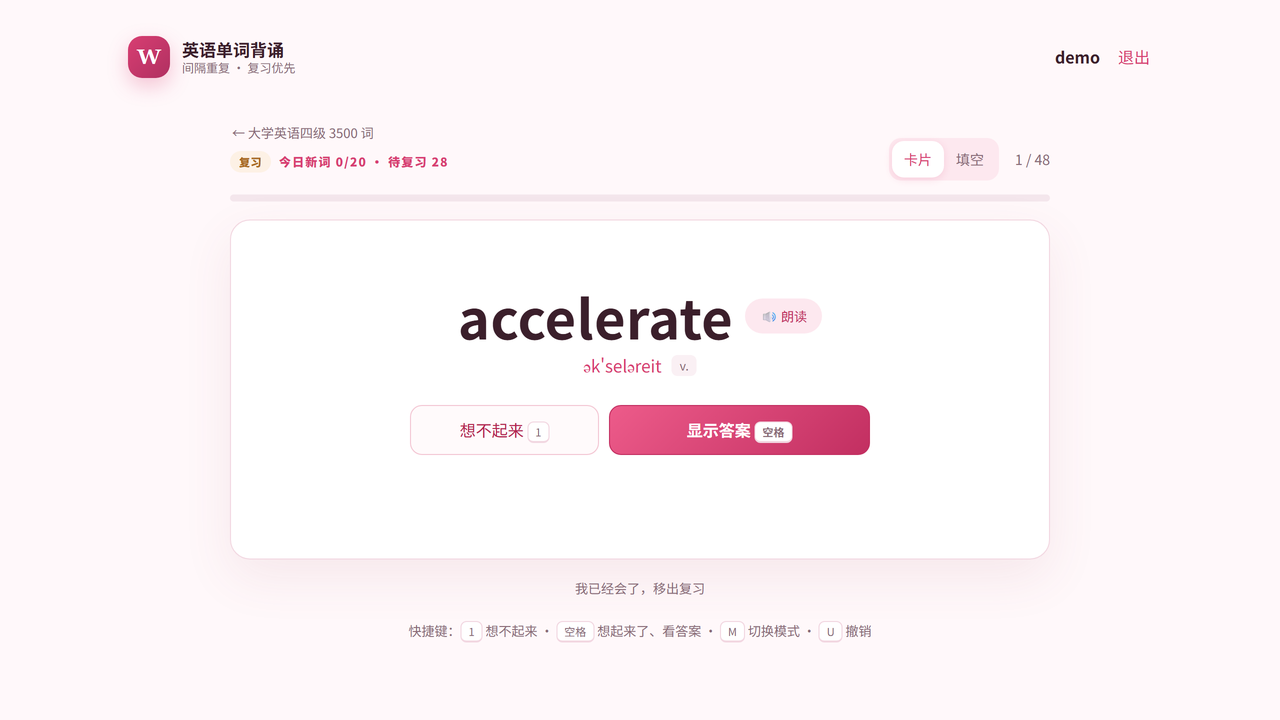 W
英语单词背诵
间隔重复 · 复习优先
demo 退出
← 大学英语四级 3500 词
复习 今日新词 0/20 · 待复习 28
卡片 填空 1 / 48
accelerate 朗读
ək'seləreit v.
想不起来 1 显示答案 空格
我已经会了，移出复习
快捷键： 1 想不起来 · 空格 想起来了、看答案 · M 切换模式 · U 撤销